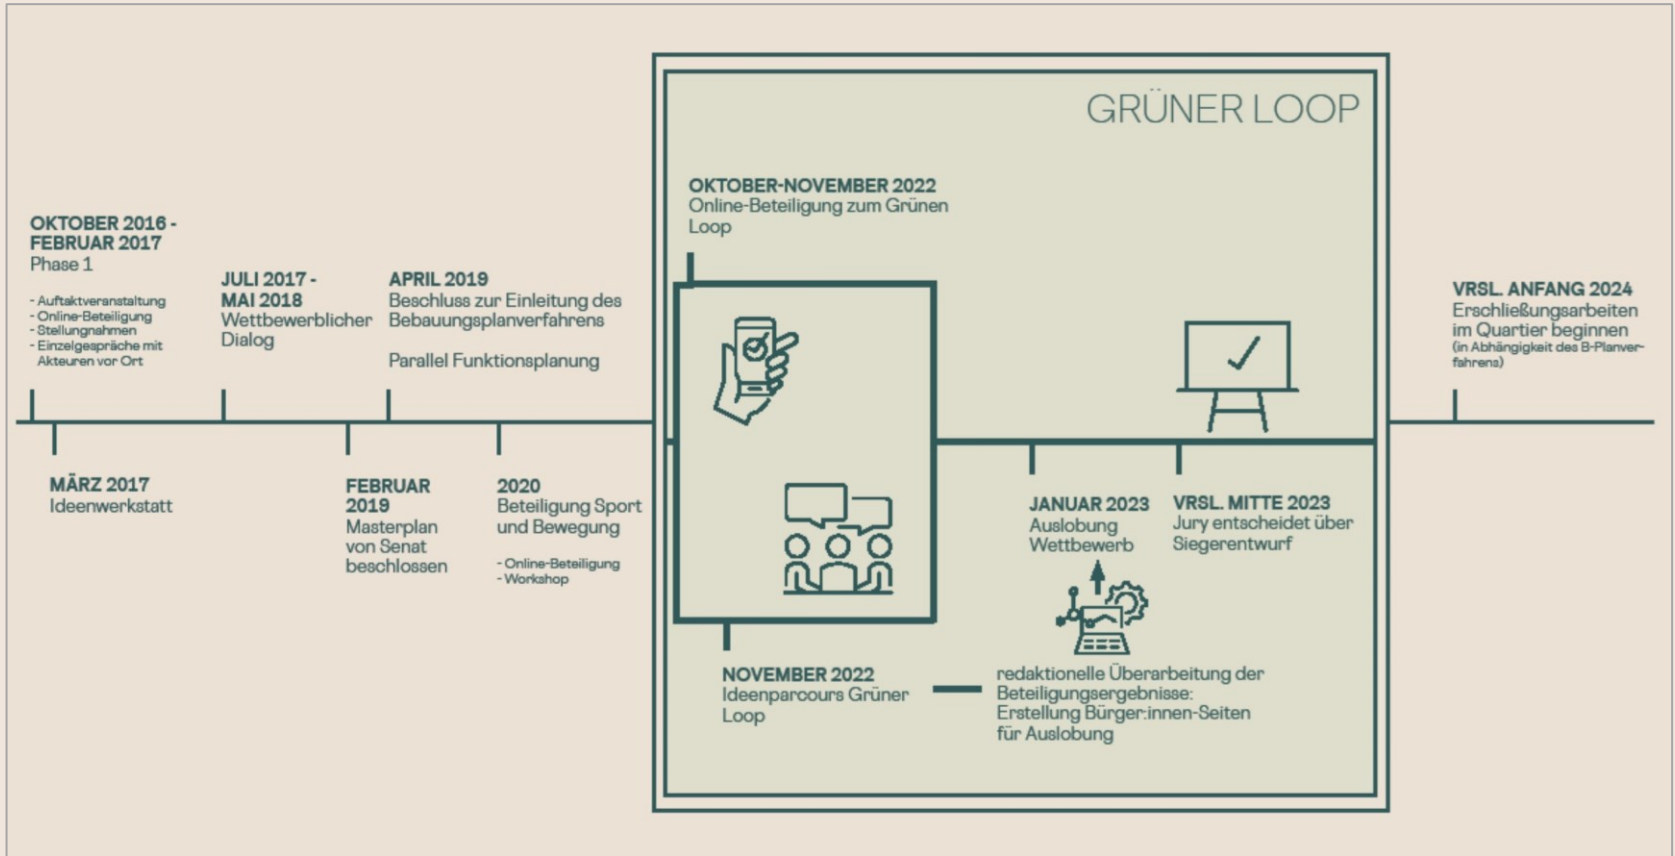 GRÜNER LOOP
OKTOBER 2016 -
FEBRUAR 2017
Phase 1
- Auftaktveranstaltung
- Online-Beteiligung
- Stellungnahmen
- Einzelgespräche mit
Akteuren vor Ort
MÄRZ 2017
Ideenwerkstatt
JULI 2017 -
MAI 2018
Wettbewerblicher
Dialog
FEBRUAR
2019
Masterplan
von Senat
beschlossen
APRIL 2019
Beschluss zur Einleitung des
Bebauungsplanverfahrens
Parallel Funktionsplanung
2020
Beteiligung Sport
und Bewegung
- Online-Beteiligung
- Workshop
OKTOBER-NOVEMBER 2022
Online-Beteiligung zum Grünen
Loop
NOVEMBER 2022
Ideenparcours Grüner
Loop
redaktionelle Überarbeitung der
Beteiligungsergebnisse:
Erstellung Bürger:innen-Seiten
für Auslobung
JANUAR 2023
Auslobung
Wettbewerb
VRSL. MITTE 2023
Jury entscheidet über
Siegerentwurf
VRSL. ANFANG 2024
Erschließungsarbeiten
im Quartier beginnen
(in Abhängigkeit des B-Planver-
fahrens)